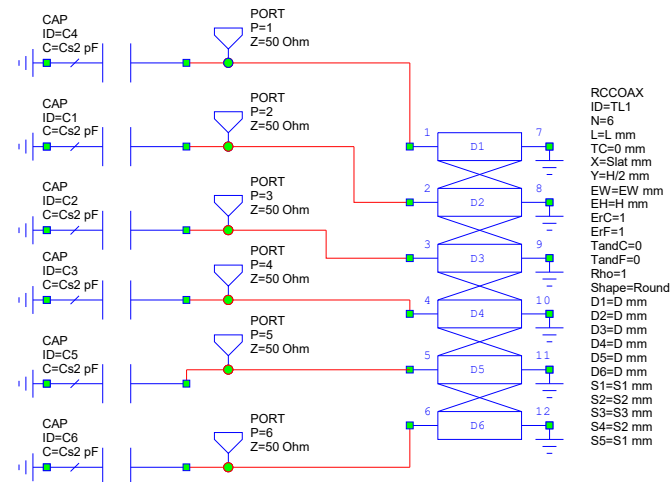 CAP
ID=C4
C=Cs2 pF
PORT
P=1
Z=50 Ohm
CAP
ID=C1
C=Cs2 pF
PORT
P=2
Z=50 Ohm
CAP
ID=C2
C=Cs2 pF
PORT
P=3
Z=50 Ohm
CAP
ID=C3
C=Cs2 pF
PORT
P=4
Z=50 Ohm
CAP
ID=C5
C=Cs2 pF
PORT
P=5
Z=50 Ohm
CAP
ID=C6
C=Cs2 pF
PORT
P=6
Z=50 Ohm
1 D1 7
2 D2 8
3 D3 9
4 D4 10
5 D5 11
6 D6 12
RCCOAX
ID=TL1
N=6
L=L mm
TC=0 mm
X=Slat mm
Y=H/2 mm
EW=EW mm
EH=H mm
ErC=1
ErF=1
TandC=0
TandF=0
Rho=1
Shape=Round
D1=D mm
D2=D mm
D3=D mm
D4=D mm
D5=D mm
D6=D mm
S1=S1 mm
S2=S2 mm
S3=S3 mm
S4=S2 mm
S5=S1 mm